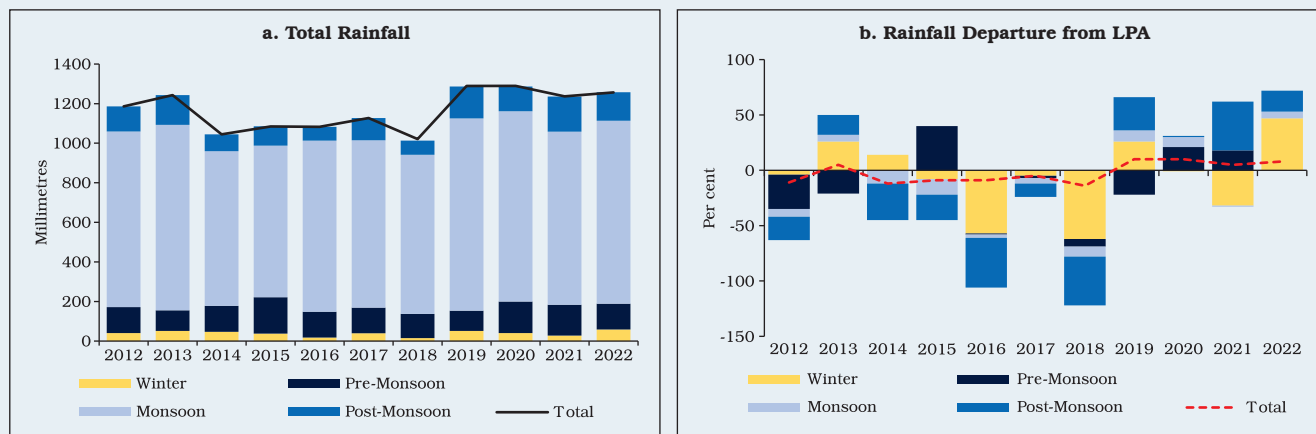 a. Total Rainfall
1400
1200
1000
800
600
400
200
0
Millimetres
2012 2013 2014 2015 2016 2017 2018 2019 2020 2021 2022
Winter Pre-Monsoon
Monsoon Post-Monsoon Total
b. Rainfall Departure from LPA
100
50
0
-50
-100
-150
Per cent
2012 2013 2014 2015 2016 2017 2018 2019 2020 2021 2022
Winter Pre-Monsoon
Monsoon Post-Monsoon Total